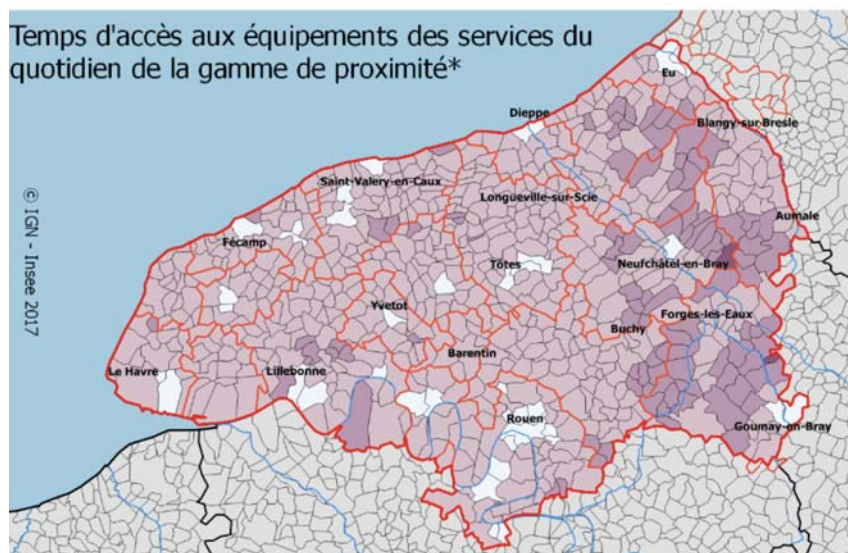 Temps d'accès aux équipements des services du
quotidien de la gamme de proximité*
Eu
Dieppe
Blangy-sur-Bresle
Saint-Valery-en-Caux
Longueville-sur-Scie
Aumale
Fécamp
Tôtes
Neufchâtel-en-Bray
Yvetot
Forges-les-Eaux
Buchy
Barentin
Le Havre
Lillebonne
Rouen
Gournay-en-Bray
© IGN - Insee 2017